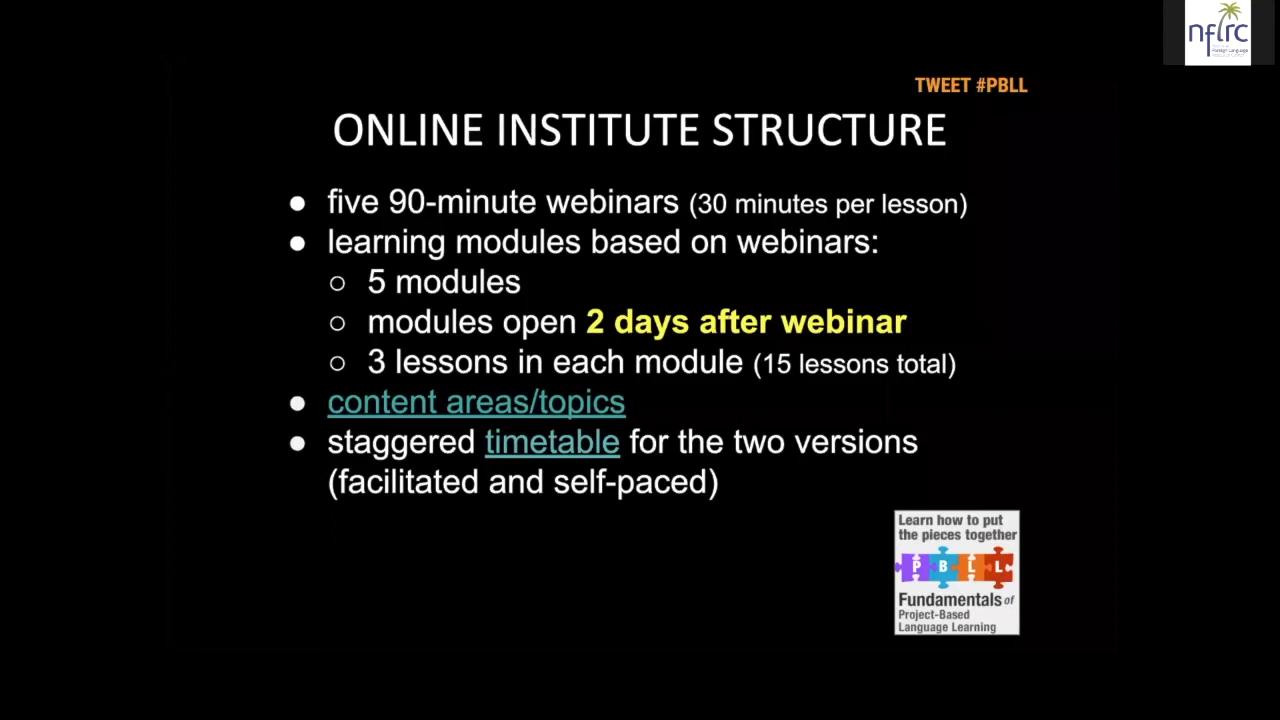 nflrc
Foreign Language
TWEET #PBLL
ONLINE INSTITUTE STRUCTURE
● five 90-minute webinars (30 minutes per lesson)
● learning modules based on webinars:
○ 5 modules
○ modules open 2 days after webinar
○ 3 lessons in each module (15 lessons total)
● content areas/topics
● staggered timetable for the two versions
(facilitated and self-paced)
Learn how to put
the pieces together
P B L L
Fundamentals of
Project-Based
Language Learning